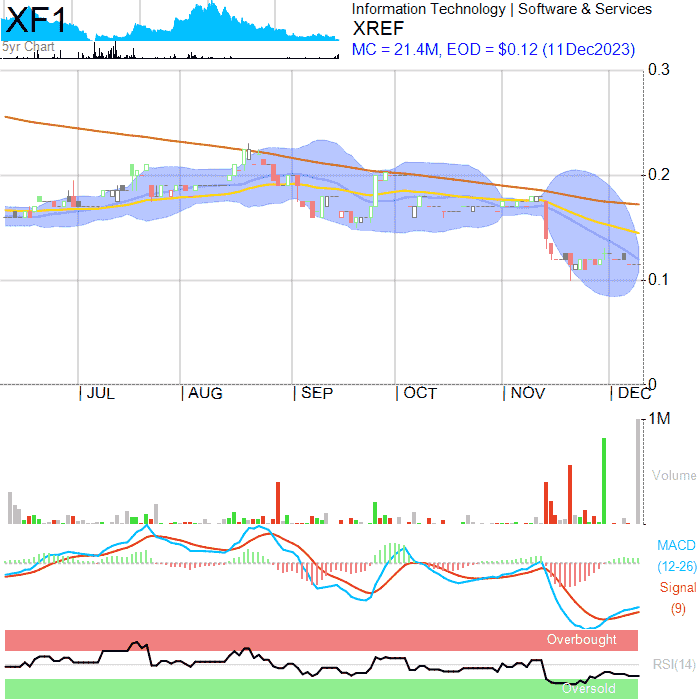 XF1
5yr Chart
Information Technology | Software & Services
XREF
MC = 21.4M, EOD = $0.12 (11Dec2023)
0.3
0.2
0.1
0
| JUL | AUG | SEP | OCT | NOV | DEC
1M
Volume
MACD
(12-26)
Signal
(9)
Overbought
RSI(14)
Oversold